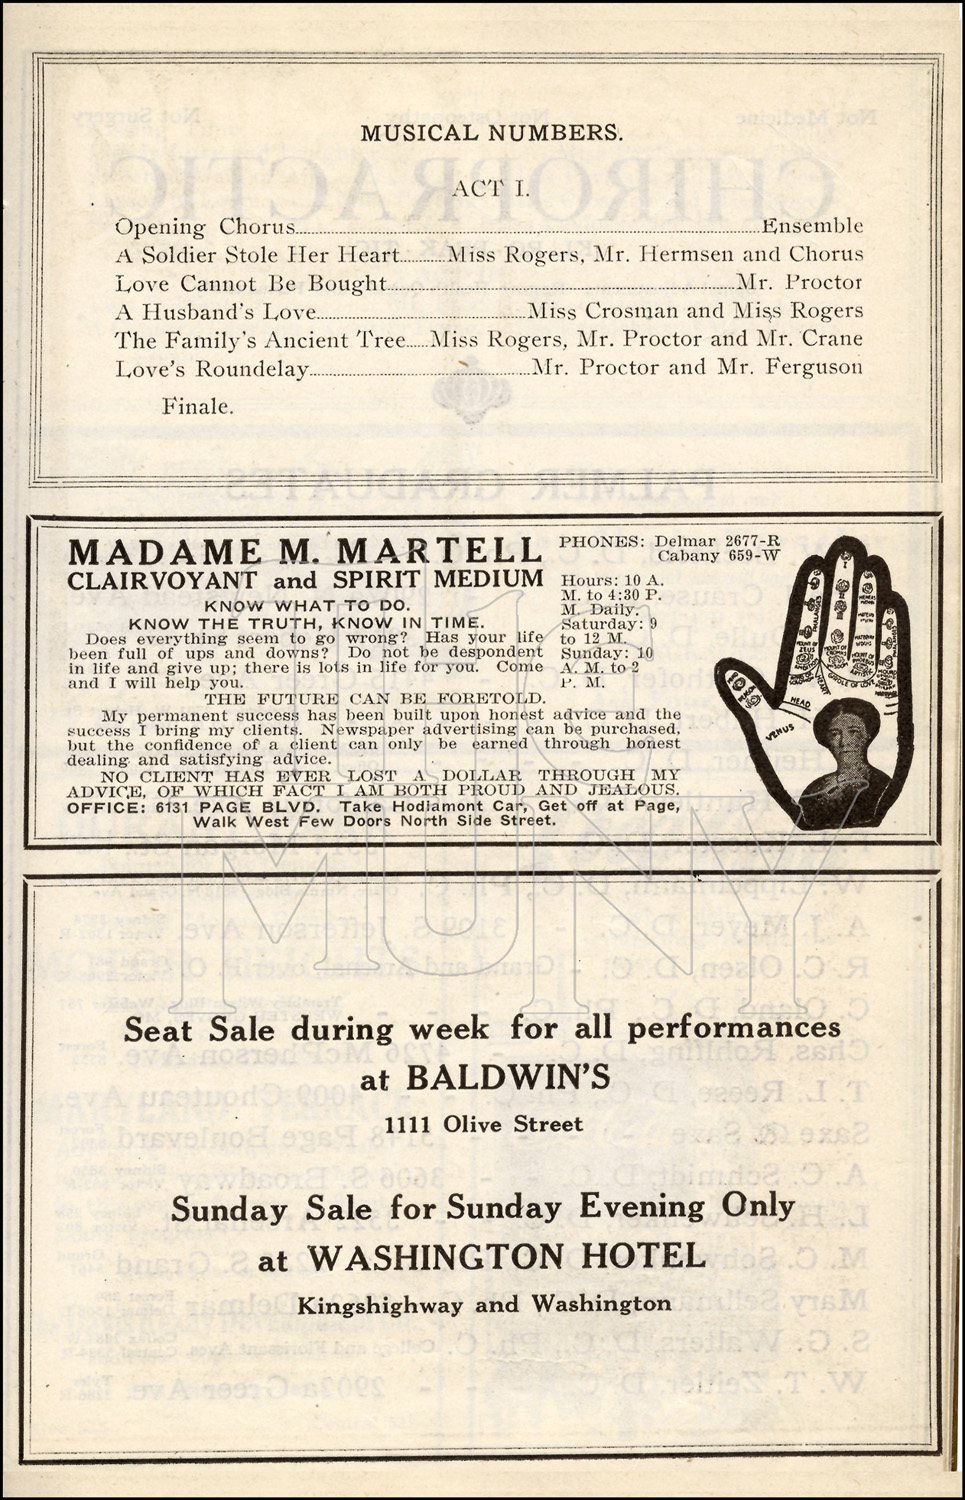 MUSICAL NUMBERS.
ACT I.
Opening Chorus........Ensemble
A Soldier Stole Her Heart........Miss Rogers, Mr. Hermsen and Chorus
Love Cannot Be Bought........Mr. Proctor
A Husband's Love........Miss Crosman and Miss Rogers
The Family's Ancient Tree.....Miss Rogers, Mr. Proctor and Mr. Crane
Love's Roundelay........Mr. Proctor and Mr. Ferguson
Finale.
MADAME M. MARTELL
CLAIRVOYANT and SPIRIT MEDIUM
PHONES: Delmar 2677-R
Cabany 659-W
KNOW WHAT TO DO.
KNOW THE TRUTH, KNOW IN TIME.
Does everything seem to go wrong? Has your life
been full of ups and downs? Do not be despondent
in life and give up; there is lots in life for you. Come
and I will help you.
Hours: 10 A.
M. to 4:30 P.
M. Daily.
Saturday: 9
to 12 M.
Sunday: 10
A. M. to 2
P. M.
THE FUTURE CAN BE FORETOLD.
My permanent success has been built upon honest advice and the
success I bring my clients. Newspaper advertising can be purchased,
but the confidence of a client can only be earned through honest
dealing and satisfying advice.
NO CLIENT HAS EVER LOST A DOLLAR THROUGH MY
ADVICE, OF WHICH FACT I AM BOTH PROUD AND JEALOUS.
OFFICE: 6131 PAGE BLVD. Take Hodiamont Car, Get off at Page,
Walk West Few Doors North Side Street.
HEAD
HEART
GIRDLE OF LOVE
VENUS
THE MUNY
Seat Sale during week for all performances
at BALDWIN'S
1111 Olive Street
Sunday Sale for Sunday Evening Only
at WASHINGTON HOTEL
Kingshighway and Washington